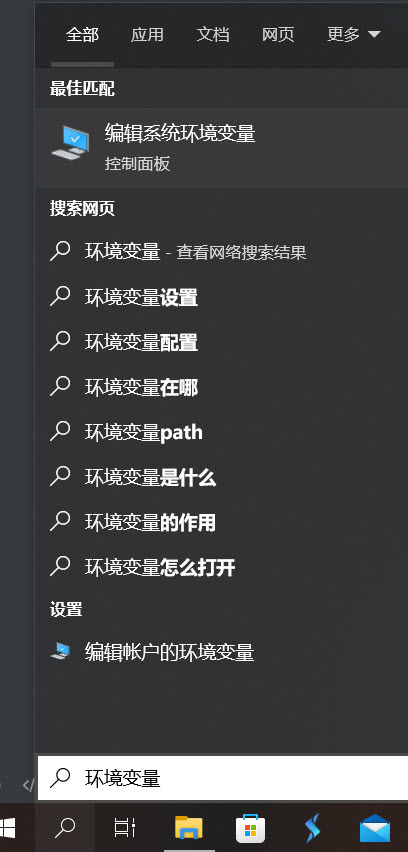 全部 应用 文档 网页 更多
最佳匹配
编辑系统环境变量
控制面板
搜索网页
环境变量 - 查看网络搜索结果
环境变量设置
环境变量配置
环境变量在哪
环境变量path
环境变量是什么
环境变量的作用
环境变量怎么打开
设置
编辑帐户的环境变量
环境变量